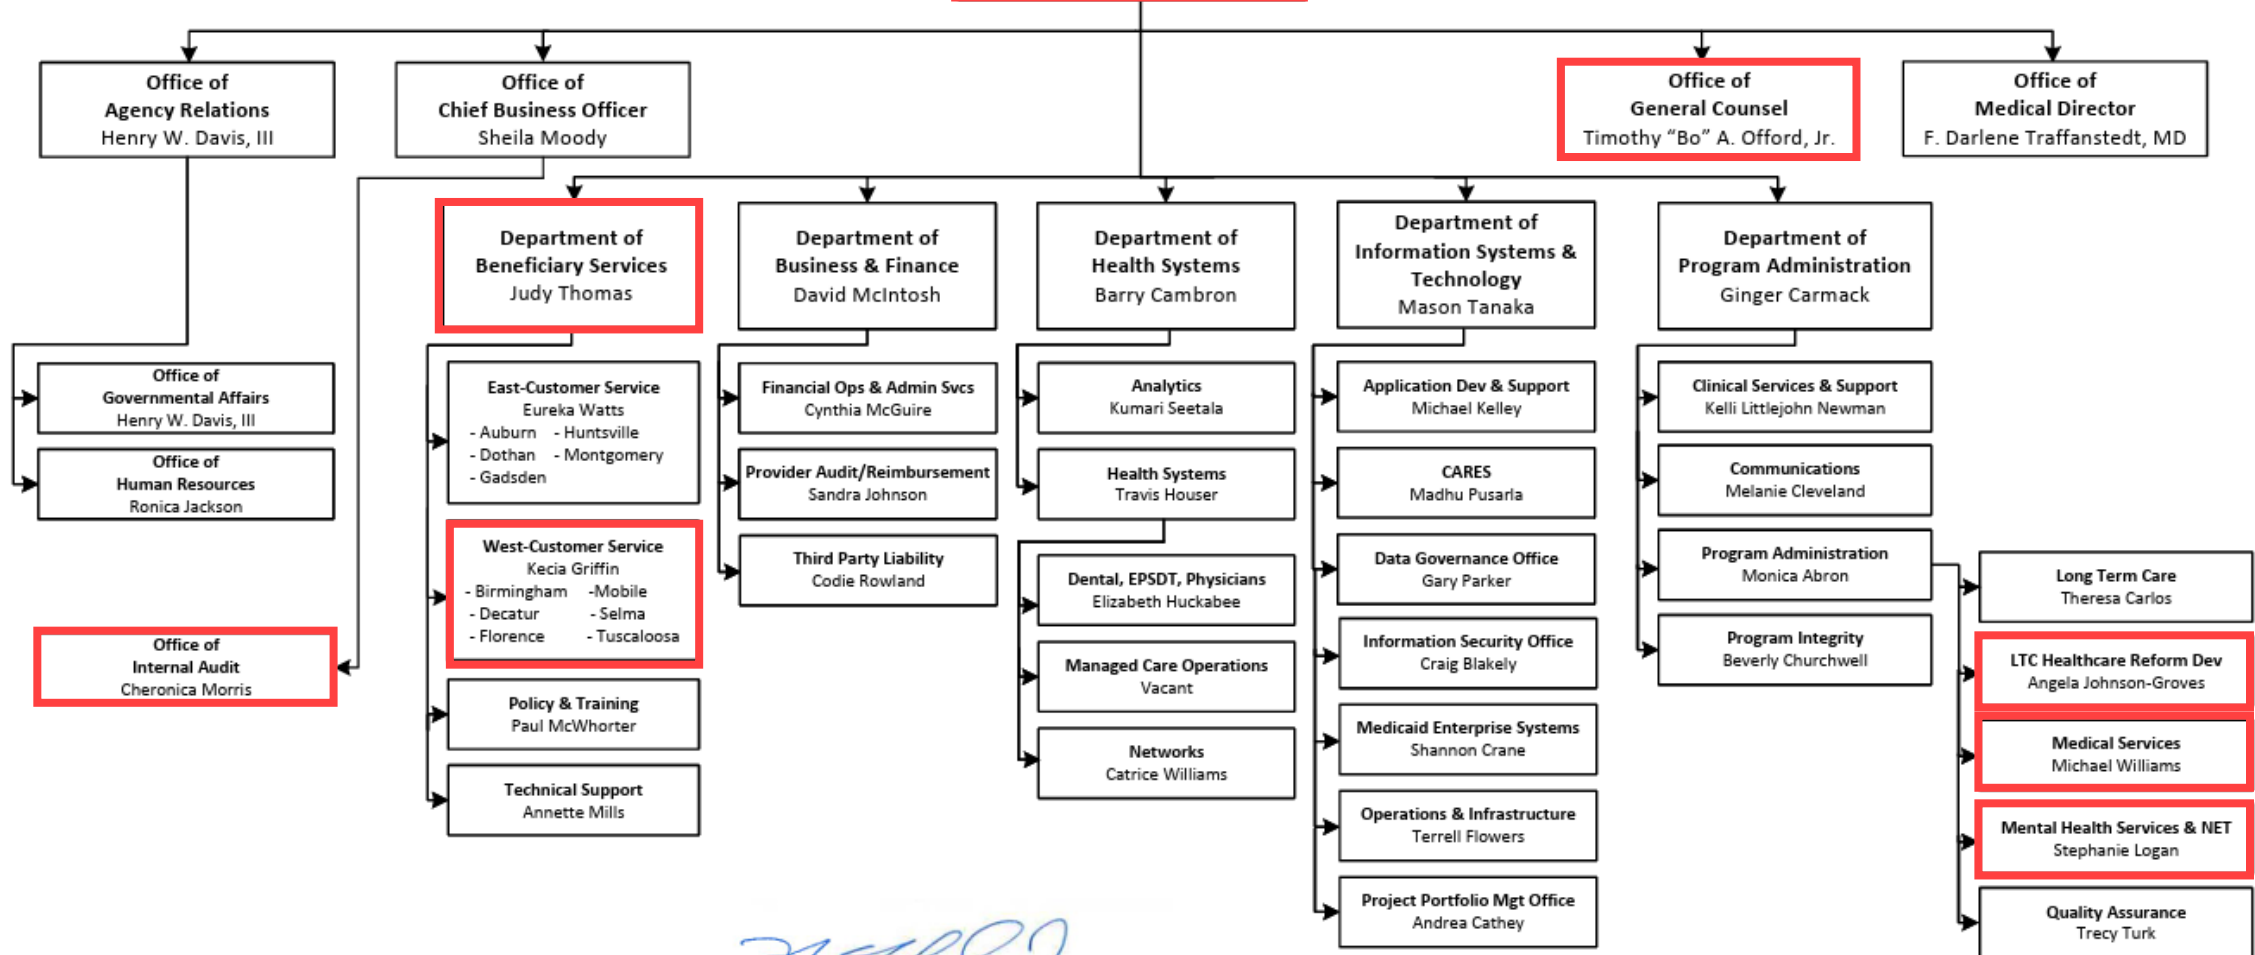 Office of
Agency Relations
Henry W. Davis, III
Office of
Chief Business Officer
Sheila Moody
Office of
General Counsel
Timothy “Bo” A. Offord, Jr.
Office of
Medical Director
F. Darlene Traffanstedt, MD
Department of
Beneficiary Services
Judy Thomas
Department of
Business & Finance
David McIntosh
Department of
Health Systems
Barry Cambron
Department of
Information Systems &
Technology
Mason Tanaka
Department of
Program Administration
Ginger Carmack
Office of
Governmental Affairs
Henry W. Davis, III
Office of
Human Resources
Ronica Jackson
Office of
Internal Audit
Cheronica Morris
East-Customer Service
Eureka Watts
- Auburn - Huntsville
- Dothan - Montgomery
- Gadsden
West-Customer Service
Kecia Griffin
- Birmingham -Mobile
- Decatur - Selma
- Florence - Tuscaloosa
Policy & Training
Paul McWhorter
Technical Support
Annette Mills
Financial Ops & Admin Svcs
Cynthia McGuire
Provider Audit/Reimbursement
Sandra Johnson
Third Party Liability
Codie Rowland
Analytics
Kumari Seetala
Health Systems
Travis Houser
Dental, EPSDT, Physicians
Elizabeth Huckabee
Managed Care Operations
Vacant
Networks
Catrice Williams
Application Dev & Support
Michael Kelley
CARES
Madhu Pusarla
Data Governance Office
Gary Parker
Information Security Office
Craig Blakely
Medicaid Enterprise Systems
Shannon Crane
Operations & Infrastructure
Terrell Flowers
Project Portfolio Mgt Office
Andrea Cathey
Clinical Services & Support
Kelli Littlejohn Newman
Communications
Melanie Cleveland
Program Administration
Monica Abron
Program Integrity
Beverly Churchwell
Long Term Care
Theresa Carlos
LTC Healthcare Reform Dev
Angela Johnson-Groves
Medical Services
Michael Williams
Mental Health Services & NET
Stephanie Logan
Quality Assurance
Trecy Turk